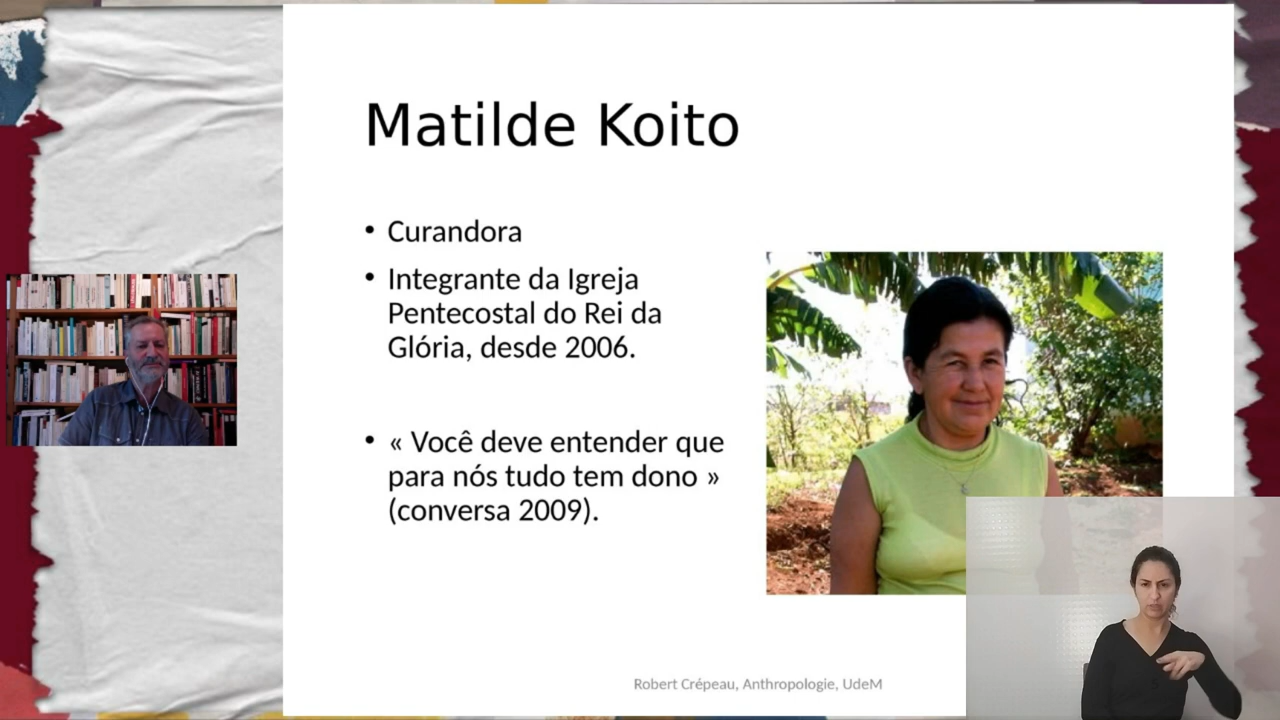 Matilde Koito
• Curandora
• Integrante da Igreja
Pentecostal do Rei da
Glória, desde 2006.
• « Você deve entender que
para nós tudo tem dono »
(conversa 2009).
Robert Crépeau, Anthropologie, UdeM